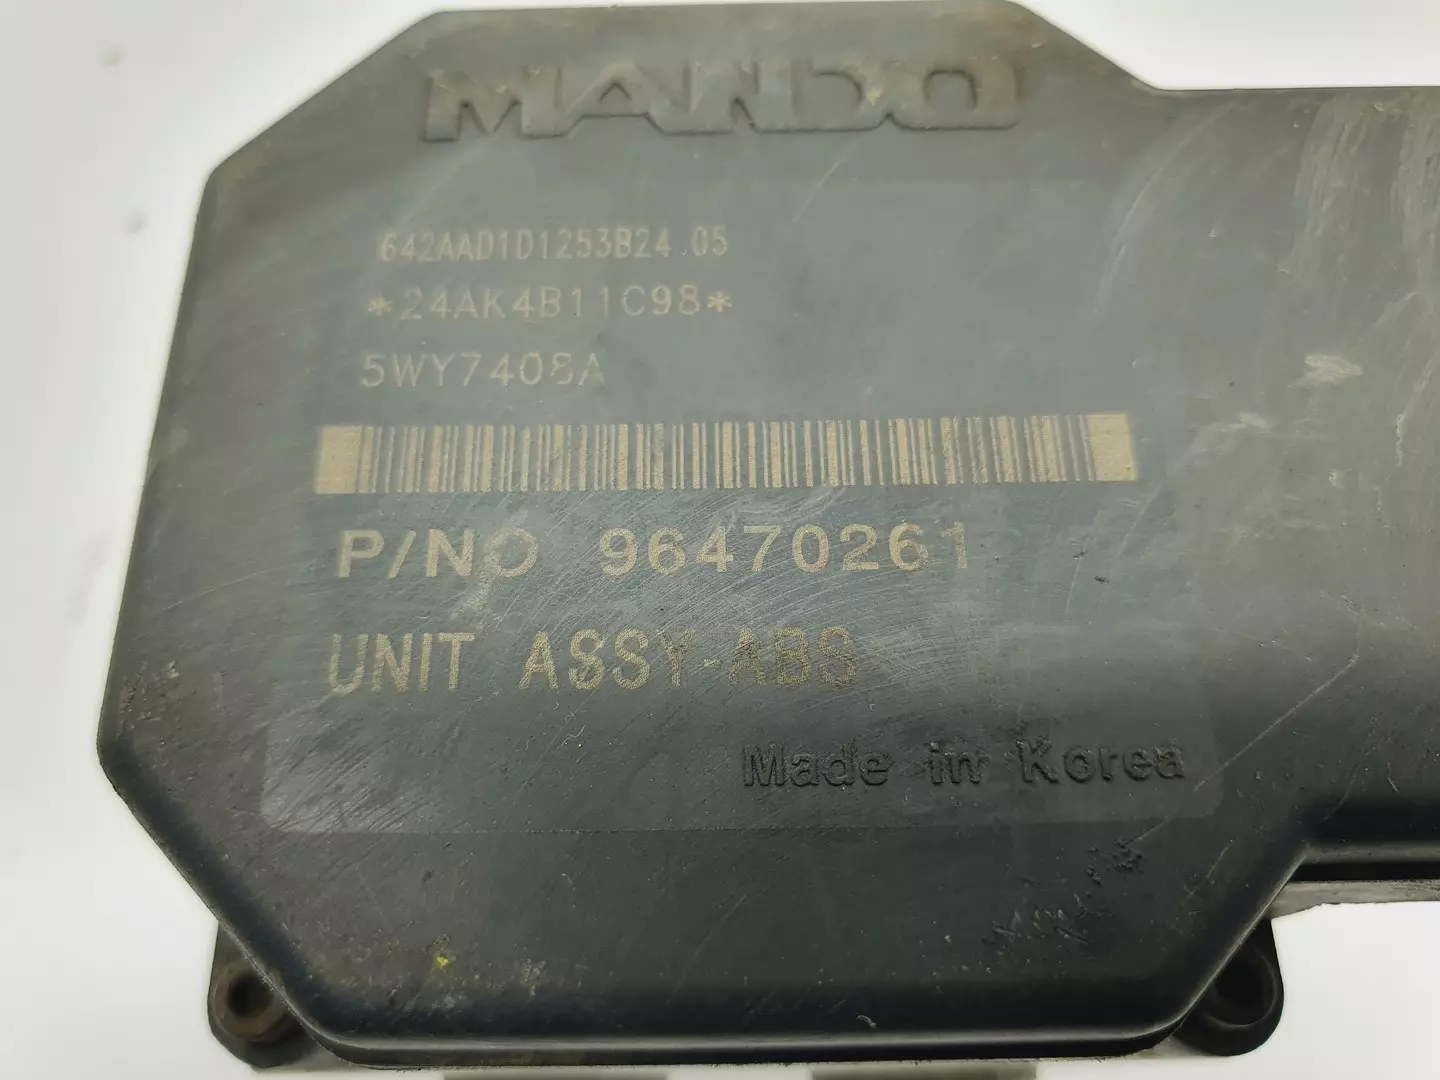 MANDO
642AAD1D1253B24.05
*24AK4B11C98*
5WY7408A
P/NO 96470261
UNIT ASSY-ABS
Made in Korea